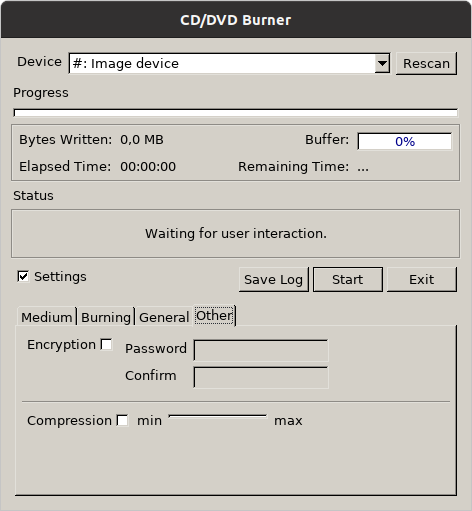 CD/DVD Burner
Device #: Image device Rescan
Progress
Bytes Written: 0,0 MB Buffer: 0%
Elapsed Time: 00:00:00 Remaining Time: ...
Status
Waiting for user interaction.
Settings Save Log Start Exit
Medium Burning General Other
Encryption Password
Confirm
Compression min max